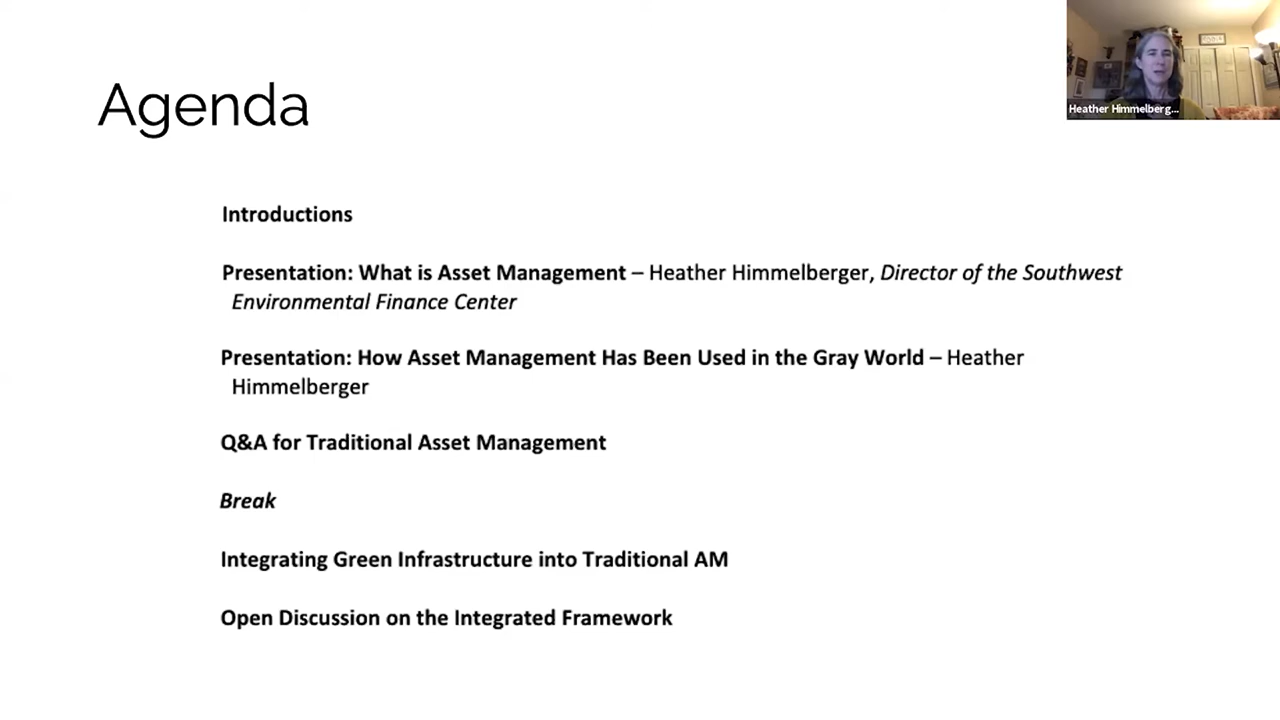 Heather Himmelberg...
Agenda
Introductions
Presentation: What is Asset Management – Heather Himmelberger, Director of the Southwest
Environmental Finance Center
Presentation: How Asset Management Has Been Used in the Gray World – Heather
Himmelberger
Q&A for Traditional Asset Management
Break
Integrating Green Infrastructure into Traditional AM
Open Discussion on the Integrated Framework